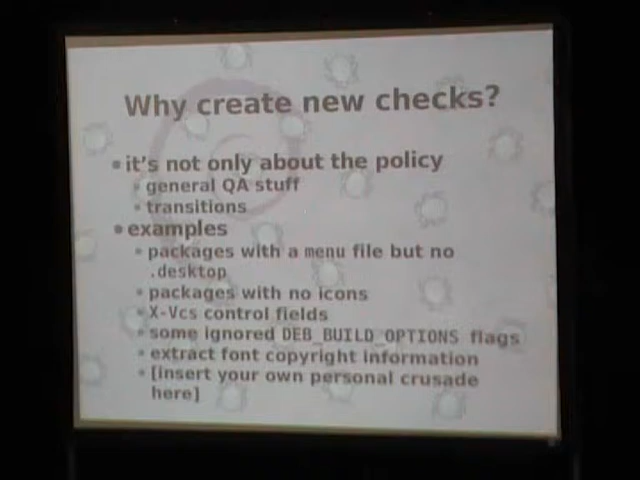 Why create new checks?
it's not only about the policy
general QA stuff
transitions
examples
packages with a menu file but no
.desktop
packages with no icons
X-Vcs control fields
some ignored DEB_BUILD_OPTIONS flags
extract font copyright information
[insert your own personal crusade
here]